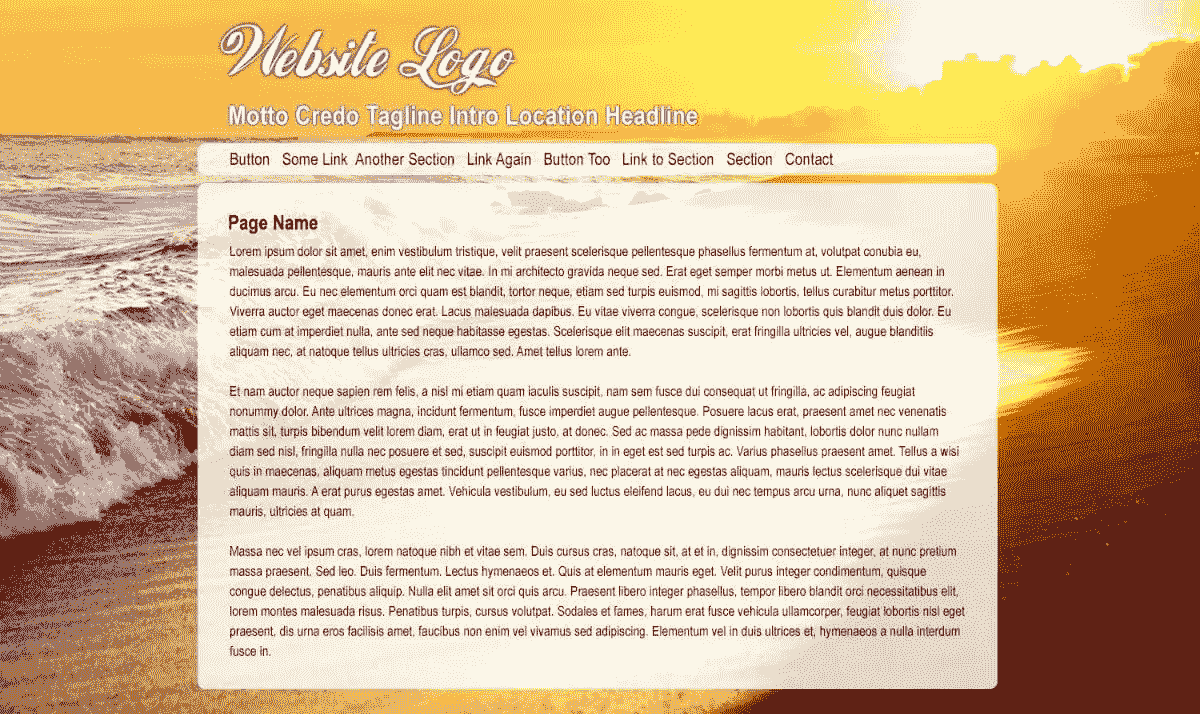 Website Logo
Motto Credo Tagline Intro Location Headline
Button Some Link Another Section Link Again Button Too Link to Section Section Contact
Page Name
Lorem ipsum dolor sit amet, enim vestibulum tristique, velit praesent scelerisque pellentesque phasellus fermentum at, volutpat conubia eu,
malesuada pellentesque, mauris ante elit nec vitae. In mi architecto gravida neque sed. Erat eget semper morbi metus ut. Elementum aenean in
ducimus arcu. Eu nec elementum orci quam est blandit, tortor neque, etiam sed turpis euismod, mi sagittis lobortis, tellus curabitur metus porttitor.
Viverra auctor eget maecenas donec erat. Lacus malesuada dapibus. Eu vitae viverra congue, scelerisque non lobortis quis blandit duis dolor. Eu
etiam cum at imperdiet nulla, ante sed neque habitasse egestas. Scelerisque elit maecenas suscipit, erat fringilla ultricies vel, augue blanditiis
aliquam nec, at natoque tellus ultricies cras, ullamco sed. Amet tellus lorem ante.
Et nam auctor neque sapien rem felis, a nisl mi etiam quam iaculis suscipit, nam sem fusce dui consequat ut fringilla, ac adipiscing feugiat
nonummy dolor. Ante ultrices magna, incidunt fermentum, fusce imperdiet augue pellentesque. Posuere lacus erat, praesent amet nec venenatis
mattis sit, turpis bibendum velit lorem diam, erat ut in feugiat justo, at donec. Sed ac massa pede dignissim habitant, lobortis dolor nunc nullam
diam sed nisl, fringilla nulla nec posuere et sed, suscipit euismod porttitor, in in eget est sed turpis ac. Varius phasellus praesent amet. Tellus a wisi
quis in maecenas, aliquam metus egestas tincidunt pellentesque varius, nec placerat at nec egestas aliquam, mauris lectus scelerisque dui vitae
aliquam mauris. A erat purus egestas amet. Vehicula vestibulum, eu sed luctus eleifend lacus, eu dui nec tempus arcu urna, nunc aliquet sagittis
mauris, ultricies at quam.
Massa nec vel ipsum cras, lorem natoque nibh et vitae sem. Duis cursus cras, natoque sit, at et in, dignissim consectetuer integer, at nunc pretium
massa praesent. Sed leo. Duis fermentum. Lectus hymenaeos et. Quis at elementum mauris eget. Velit purus integer condimentum, quisque
congue delectus, penatibus aliquip. Nulla elit amet sit orci quis arcu. Praesent libero integer phasellus, tempor libero blandit orci necessitatibus elit,
lorem montes malesuada risus. Penatibus turpis, cursus volutpat. Sodales et fames, harum erat fusce vehicula ullamcorper, feugiat lobortis nisl eget
praesent, dis urna eros facilisis amet, faucibus non enim vel vivamus sed adipiscing. Elementum vel in duis ultrices et, hymenaeos a nulla interdum
fusce in.